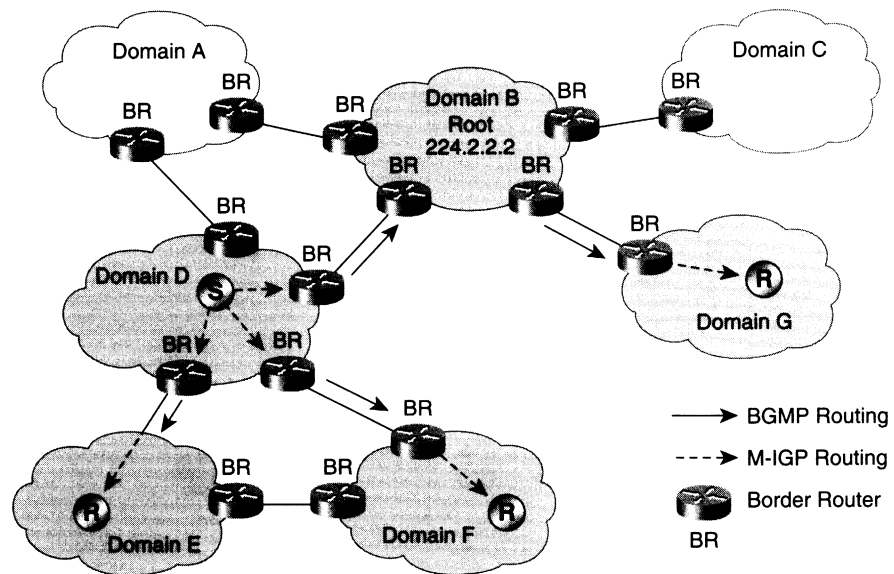 Domain A
Domain C
BR
BR
BR
Domain B
Root
224.2.2.2
BR
BR
BR
BR
BR
BR
BR
Domain D
S
R
Domain G
BR
BR
BR
BGMP Routing
M-IGP Routing
Border Router
BR
BR
BR
R
R
Domain E
Domain F